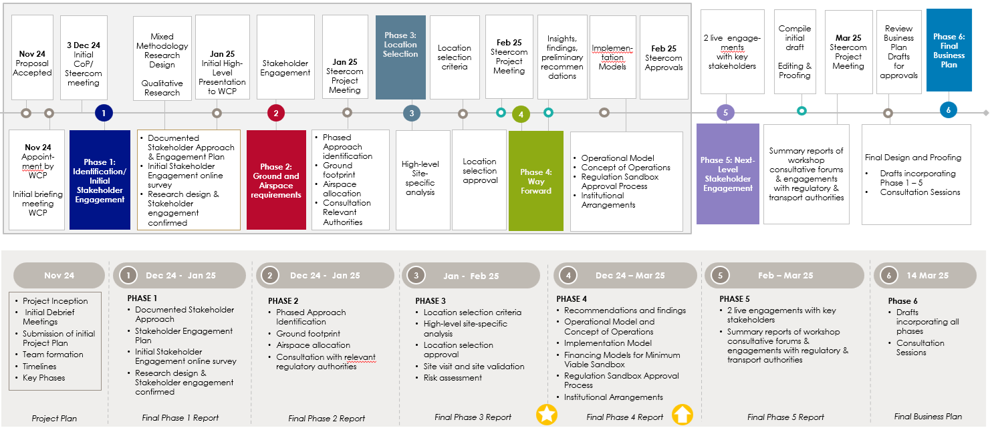 Nov 24
Proposal
Accepted
3 Dec 24
Initial
CoP/
Steercom
meeting
Mixed
Methodology
Research
Design
Qualitative
Research
Jan 25
Initial High-
Level
Presentation
to WCP
Stakeholder
Engagement
Jan 25
Steercom
Project
Meeting
Phase 3:
Location
Selection
Location
selection
criteria
Feb 25
Steercom
Project
Meeting
Insights,
findings,
preliminary
recommen
dations
Implemen-
tation
Models
Feb 25
Steercom
Approvals
2 live engage-
ments
with key
stakeholders
Compile
initial
draft
Editing &
Proofing
Mar 25
Steercom
Project
Meeting
Review
Business
Plan
Drafts
for
approvals
Phase 6:
Final
Business
Plan
1
2
3
4
5
6
Nov 24
Appoint-
ment by
WCP
Initial briefing
meeting
WCP
Phase 1:
Identification/
Initial
Stakeholder
Engagement
• Documented
Stakeholder Approach
& Engagement Plan
• Initial Stakeholder
Engagement online
survey
• Research design &
Stakeholder
engagement
confirmed
Phase 2:
Ground and
Airspace
requirements
• Phased
Approach
identification
• Ground
footprint
• Airspace
allocation
• Consultation
Relevant
Authorities
High-level
Site-
specific
analysis
Location
selection
approval
Phase 4:
Way
Forward
• Operational Model
• Concept of Operations
• Regulation Sandbox
Approval Process
• Institutional
Arrangements
Phase 5: Next-
Level
Stakeholder
Engagement
Summary reports of
workshop
consultative forums
& engagements
with regulatory &
transport authorities
Final Design and Proofing
• Drafts incorporating
Phase 1 – 5
• Consultation Sessions
Nov 24
• Project Inception
• Initial Debrief
Meetings
• Submission of initial
Project Plan
• Team formation
• Timelines
• Key Phases
Project Plan
1 Dec 24 - Jan 25
PHASE 1
• Documented Stakeholder
Approach
• Stakeholder Engagement
Plan
• Initial Stakeholder
Engagement online survey
• Research design &
Stakeholder engagement
confirmed
Final Phase 1 Report
2 Dec 24 - Jan 25
PHASE 2
• Phased Approach
Identification
• Ground footprint
• Airspace allocation
• Consultation with relevant
regulatory authorities
Final Phase 2 Report
3 Jan - Feb 25
PHASE 3
• Location selection criteria
• High-level site-specific
analysis
• Location selection
approval
• Site visit and site validation
• Risk assessment
Final Phase 3 Report
4 Dec 24 – Mar 25
PHASE 4
• Recommendations and findings
• Operational Model and
Concept of Operations
• Implementation Model
• Financing Models for Minimum
Viable Sandbox
• Regulation Sandbox Approval
Process
• Institutional Arrangements
Final Phase 4 Report
5 Feb – Mar 25
PHASE 5
• 2 live engagements with key
stakeholders
• Summary reports of workshop
consultative forums &
engagements with regulatory &
transport authorities
Final Phase 5 Report
6 14 Mar 25
Phase 6
• Drafts
incorporating all
phases
• Consultation
Sessions
Final Business Plan